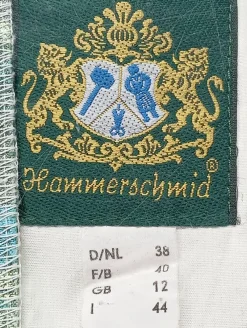 Hammerschmid®
D/NL 38
F/B 40
GB 12
I 44